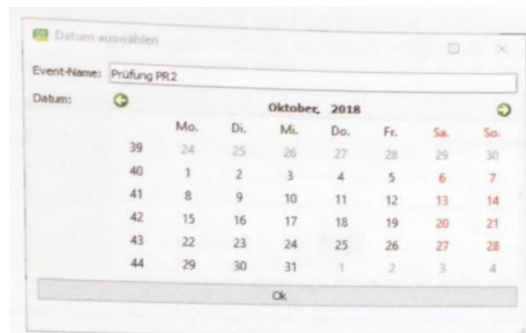 Datum auswählen
Event-Name: Prüfung PR2
Datum: Oktober, 2018
Mo. Di. Mi. Do. Fr. Sa. So.
39 24 25 26 27 28 29 30
40 1 2 3 4 5 6 7
41 8 9 10 11 12 13 14
42 15 16 17 18 19 20 21
43 22 23 24 25 26 27 28
44 29 30 31 1 2 3 4
Ok